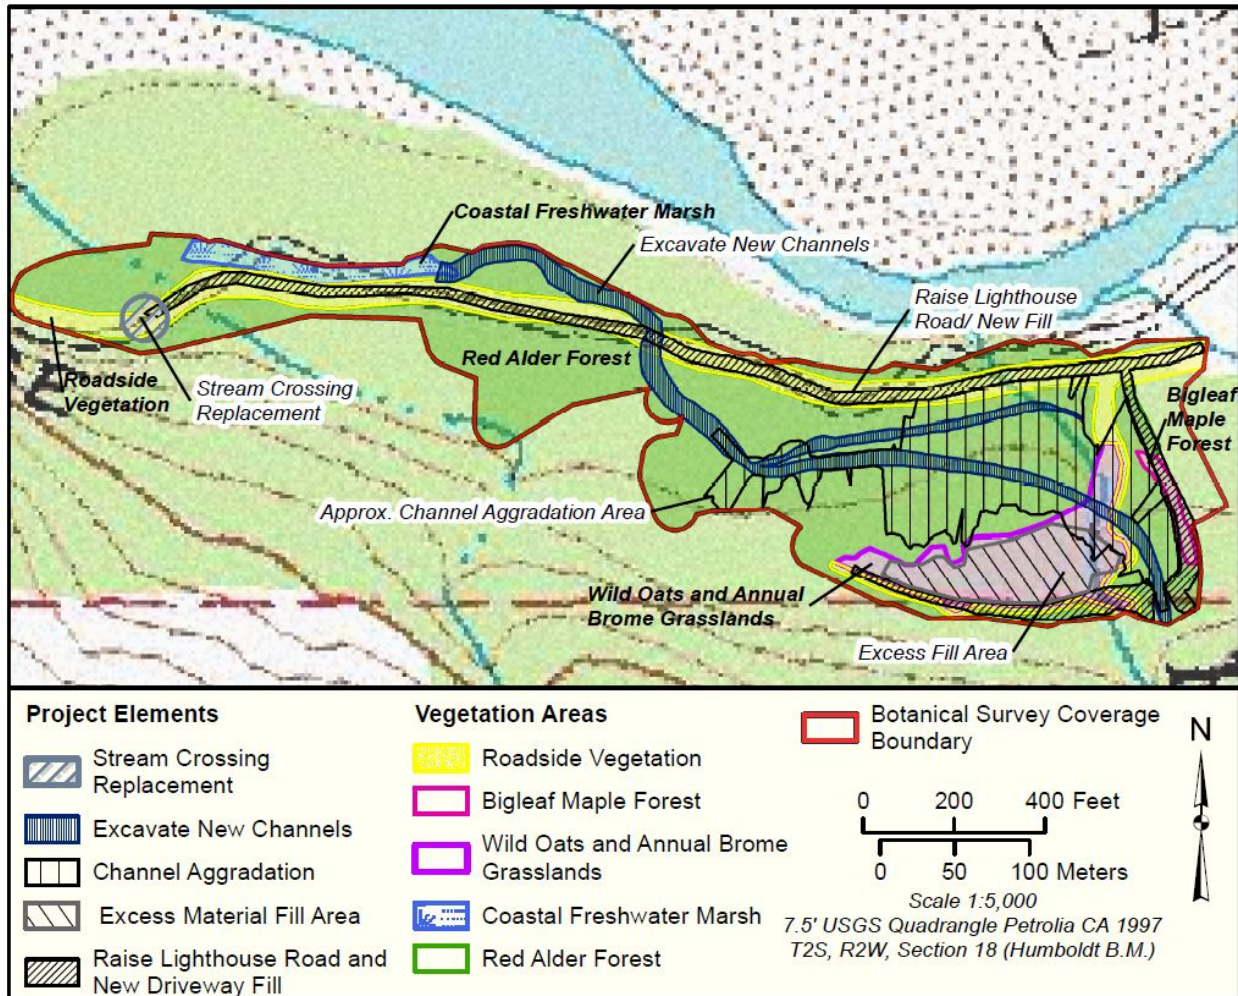 Coastal Freshwater Marsh
Excavate New Channels
Raise Lighthouse
Road/ New Fill
Red Alder Forest
Roadside
Vegetation
Stream Crossing
Replacement
Bigleaf
Maple
Forest
Approx. Channel Aggradation Area
Wild Oats and Annual
Brome Grasslands
Excess Fill Area
Project Elements
Stream Crossing
Replacement
Excavate New Channels
Channel Aggradation
Excess Material Fill Area
Raise Lighthouse Road and
New Driveway Fill
Vegetation Areas
Roadside Vegetation
Bigleaf Maple Forest
Wild Oats and Annual Brome
Grasslands
Coastal Freshwater Marsh
Red Alder Forest
Botanical Survey Coverage
Boundary
N
0 200 400 Feet
0 50 100 Meters
Scale 1:5,000
7.5' USGS Quadrangle Petrolia CA 1997
T2S, R2W, Section 18 (Humboldt B.M.)